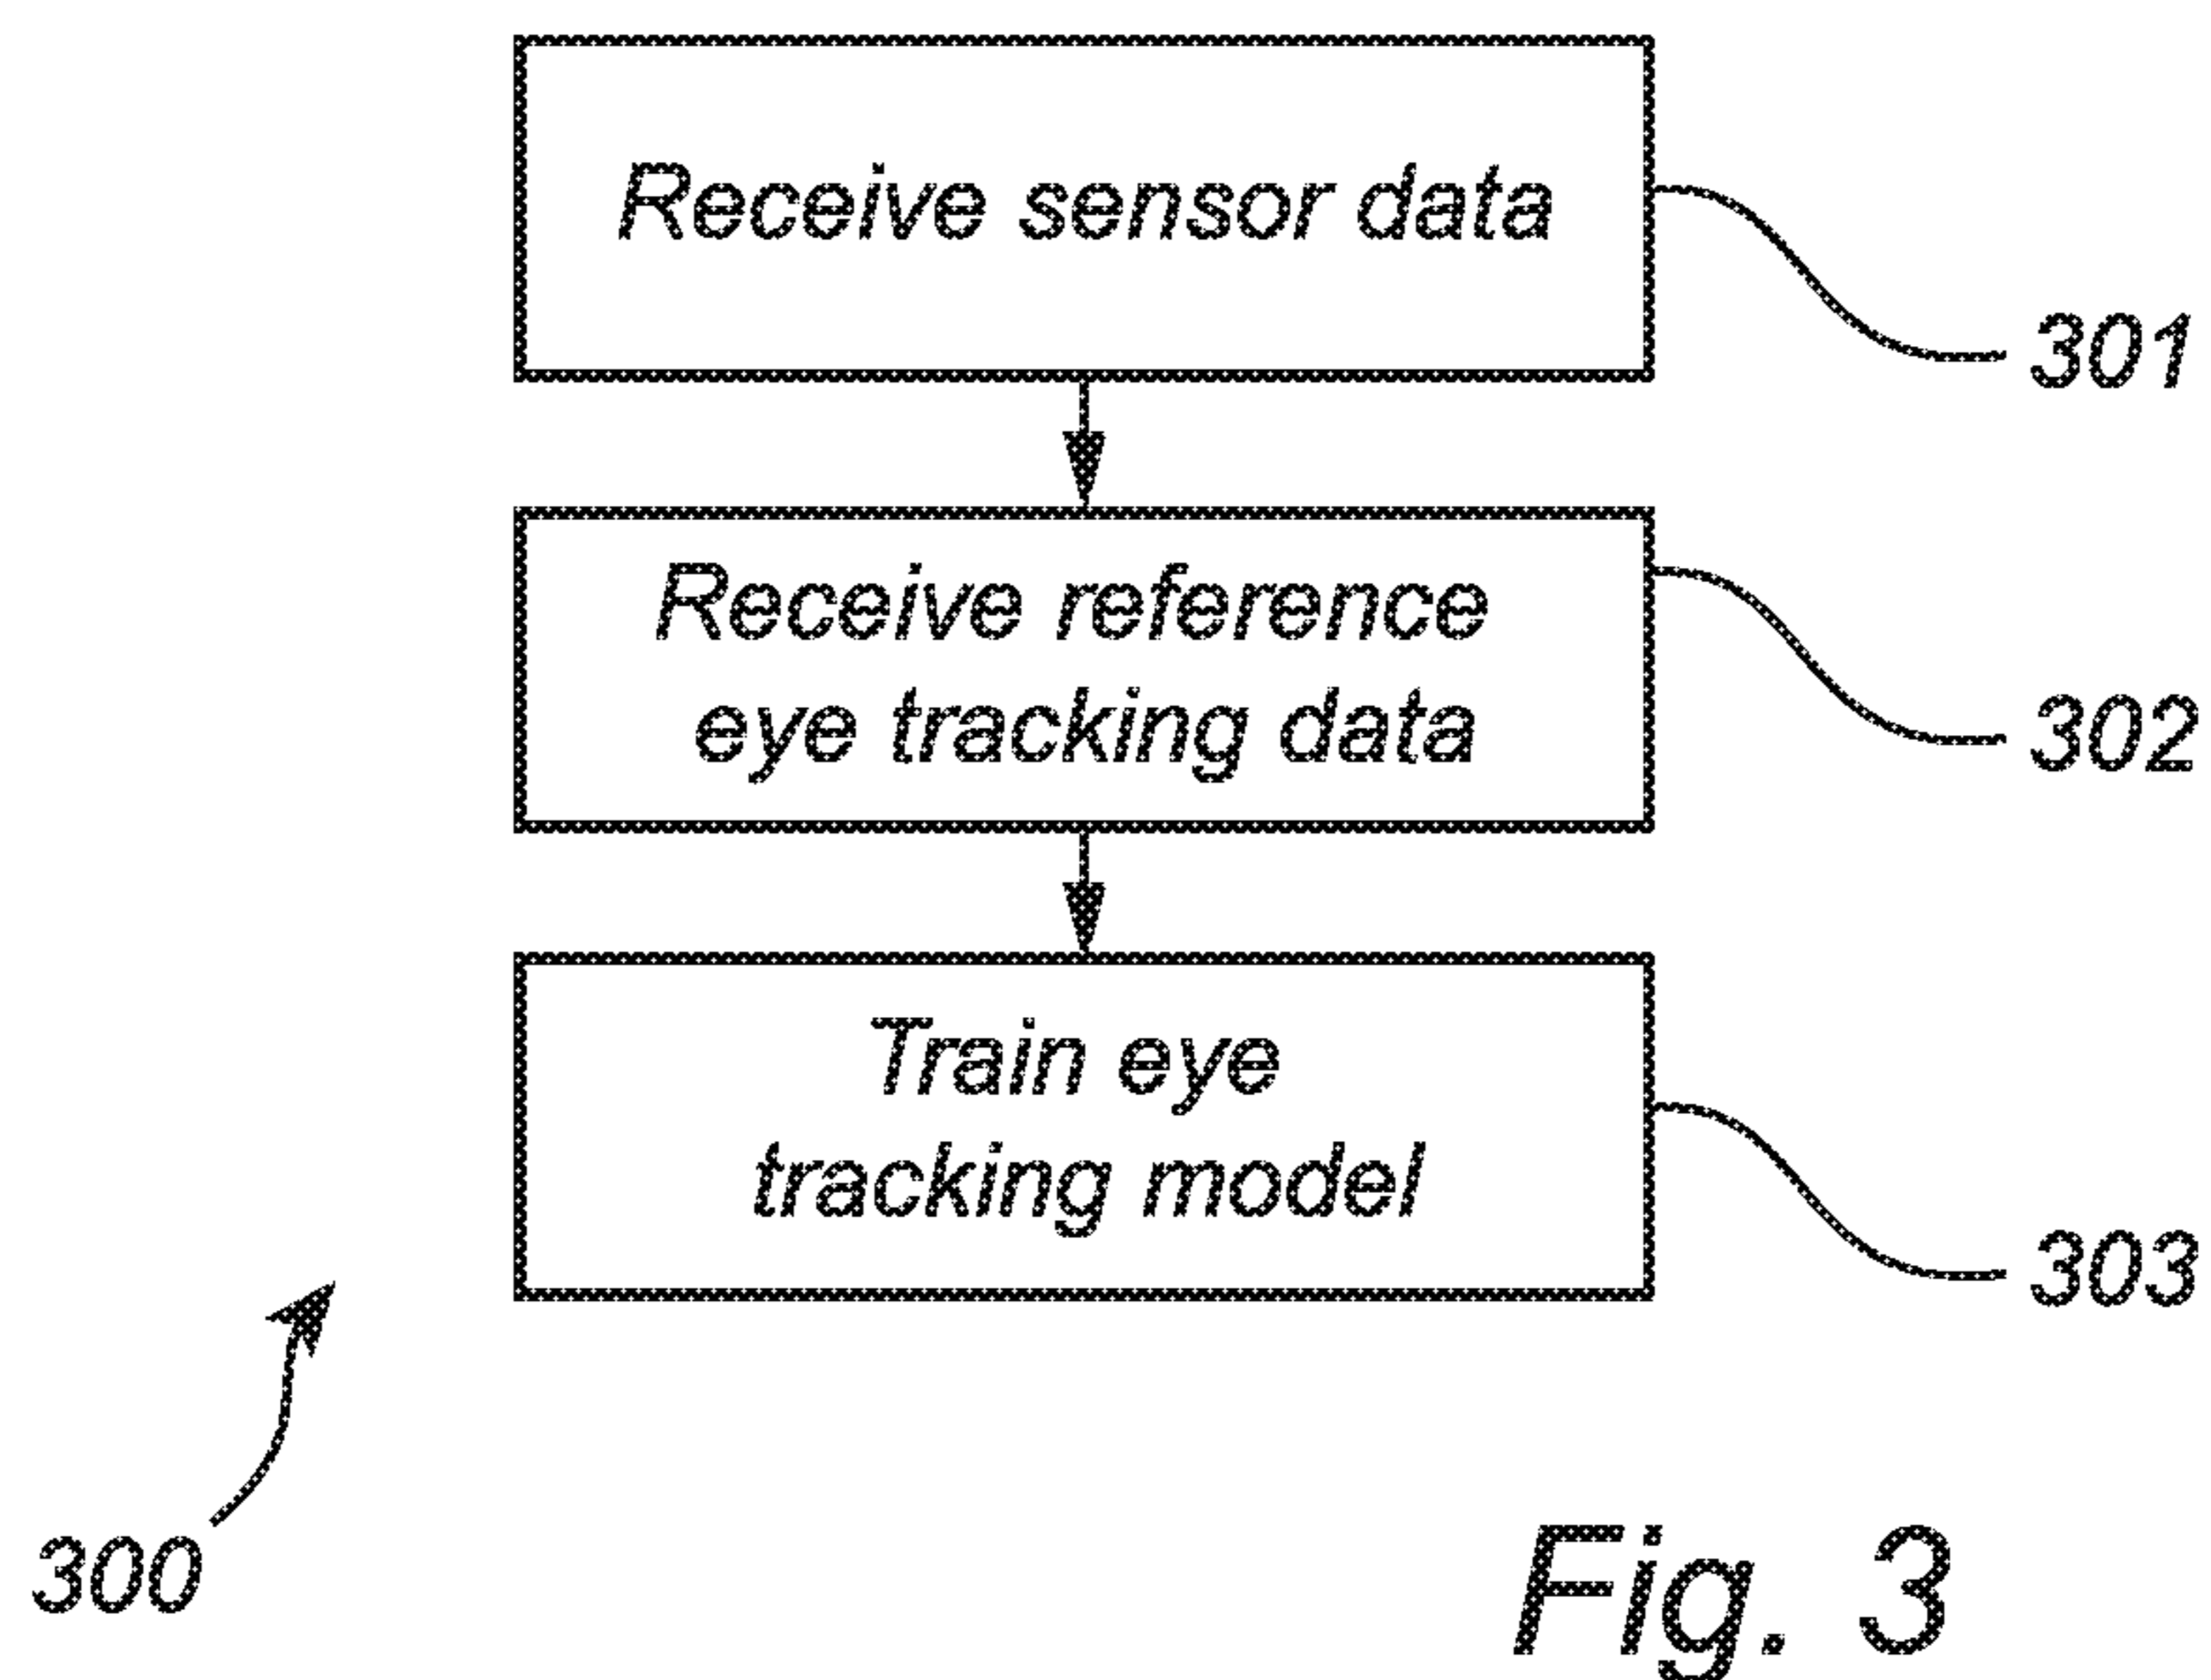 Receive sensor data
301
Receive reference
eye tracking data
302
Train eye
tracking model
303
300
Fig. 3